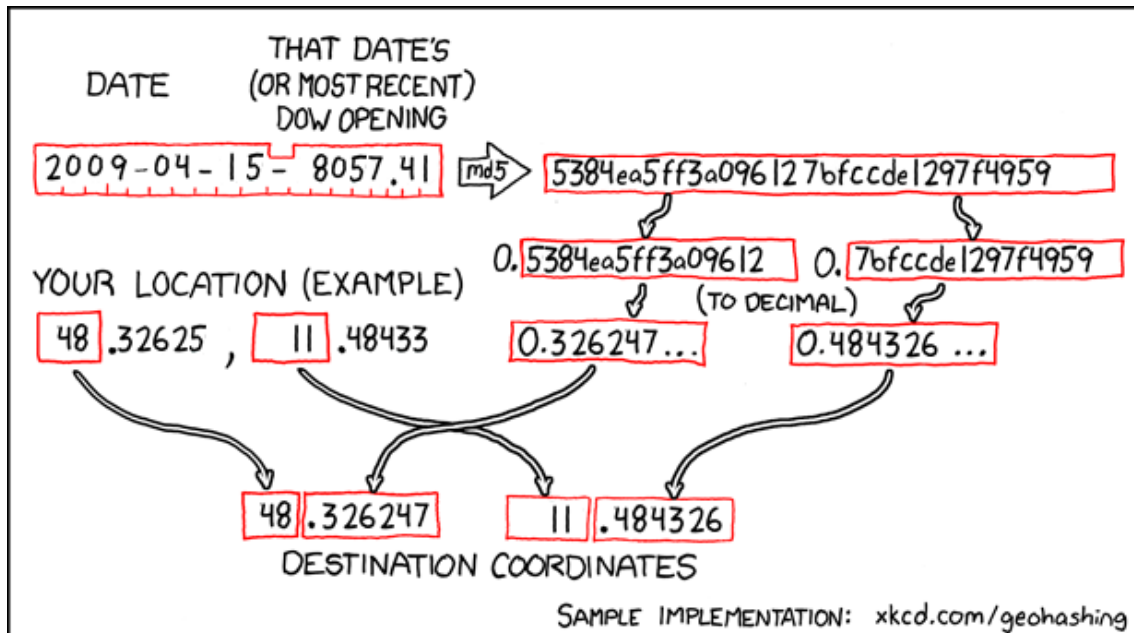 DATE
THAT DATE'S
(OR MOST RECENT)
DOW OPENING
2009-04-15-8057.41
md5
5384ea5ff3a096127bfccde1297f4959
0.5384ea5ff3a09612
0.7bfccde1297f4959
YOUR LOCATION (EXAMPLE)
(TO DECIMAL)
48.32625, 11.48433
0.326247...
0.484326...
48.326247
11.484326
DESTINATION COORDINATES
SAMPLE IMPLEMENTATION: xkcd.com/geohashing